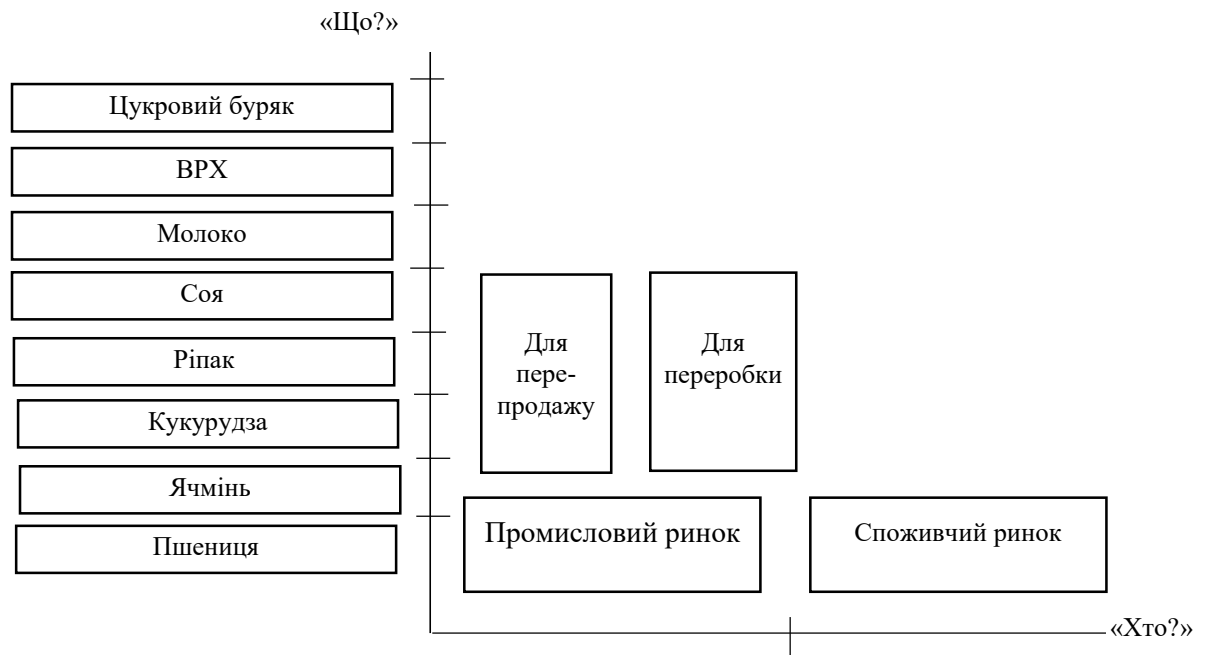 «Що?»
Цукровий буряк
ВРХ
Молоко
Соя
Ріпак
Кукурудза
Ячмінь
Пшениця
Для
пере-
продажу
Для
переробки
Промисловий ринок
Споживчий ринок
«Хто?»